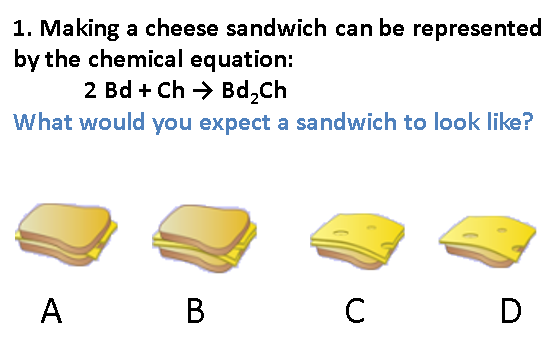 1. Making a cheese sandwich can be represented
by the chemical equation:
2 Bd + Ch → Bd₂Ch
What would you expect a sandwich to look like?
A B C D